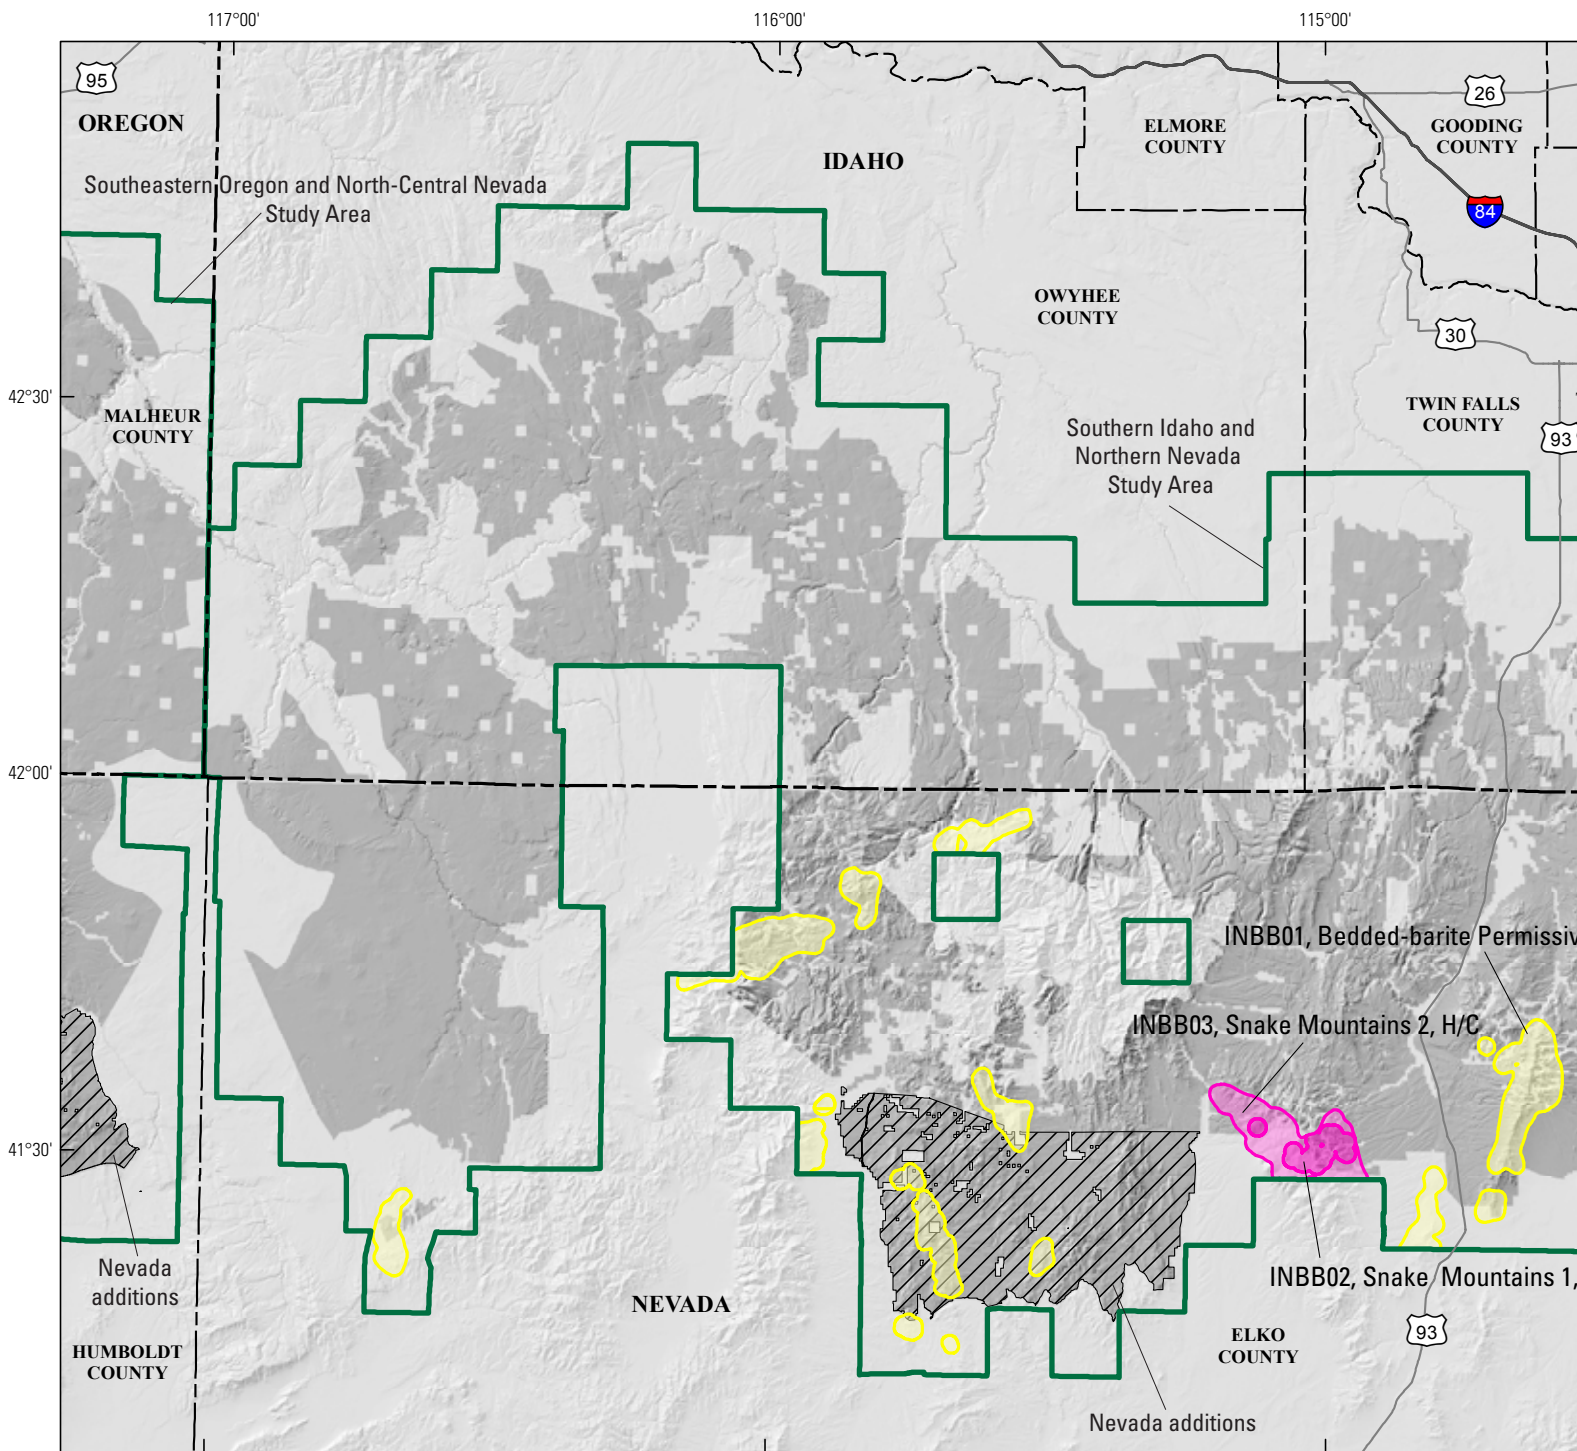 117°00'
116°00'
115°00'
95
26
OREGON
ELMORE
COUNTY
GOODING
COUNTY
IDAHO
Southeastern Oregon and North-Central Nevada
Study Area
84
OWYHEE
COUNTY
30
42°30'
MALHEUR
COUNTY
TWIN FALLS
COUNTY
Southern Idaho and
Northern Nevada
Study Area
93
42°00'
INBB01, Bedded-barite Permissiv
INBB03, Snake Mountains 2, H/C
41°30'
Nevada
additions
INBB02, Snake Mountains 1,
NEVADA
93
HUMBOLDT
COUNTY
ELKO
COUNTY
Nevada additions